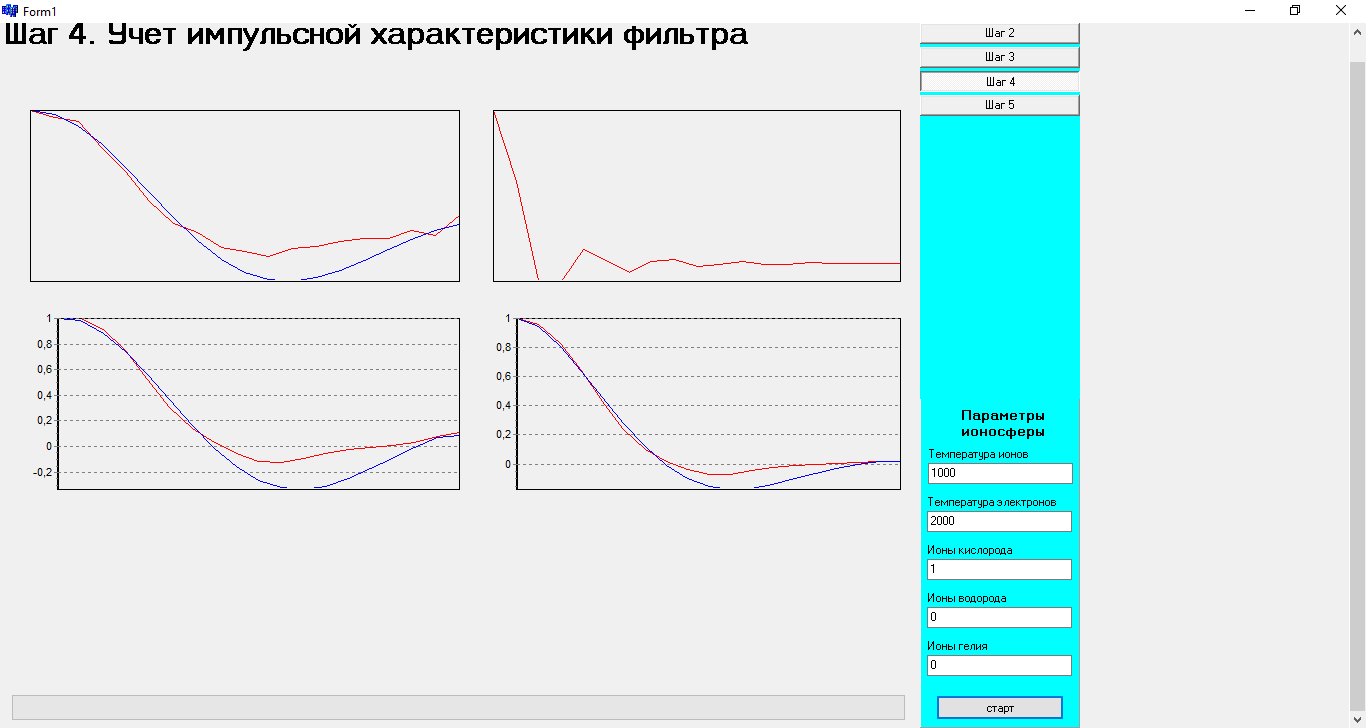 Form1
Шаг 4. Учет импульсной характеристики фильтра
Шаг 2
Шаг 3
Шаг 4
Шаг 5
1
0,8
0,6
0,4
0,2
0
-0,2
1
0,8
0,6
0,4
0,2
0
Параметры
ионосферы
Температура ионов
1000
Температура электронов
2000
Ионы кислорода
1
Ионы водорода
0
Ионы гелия
0
старт